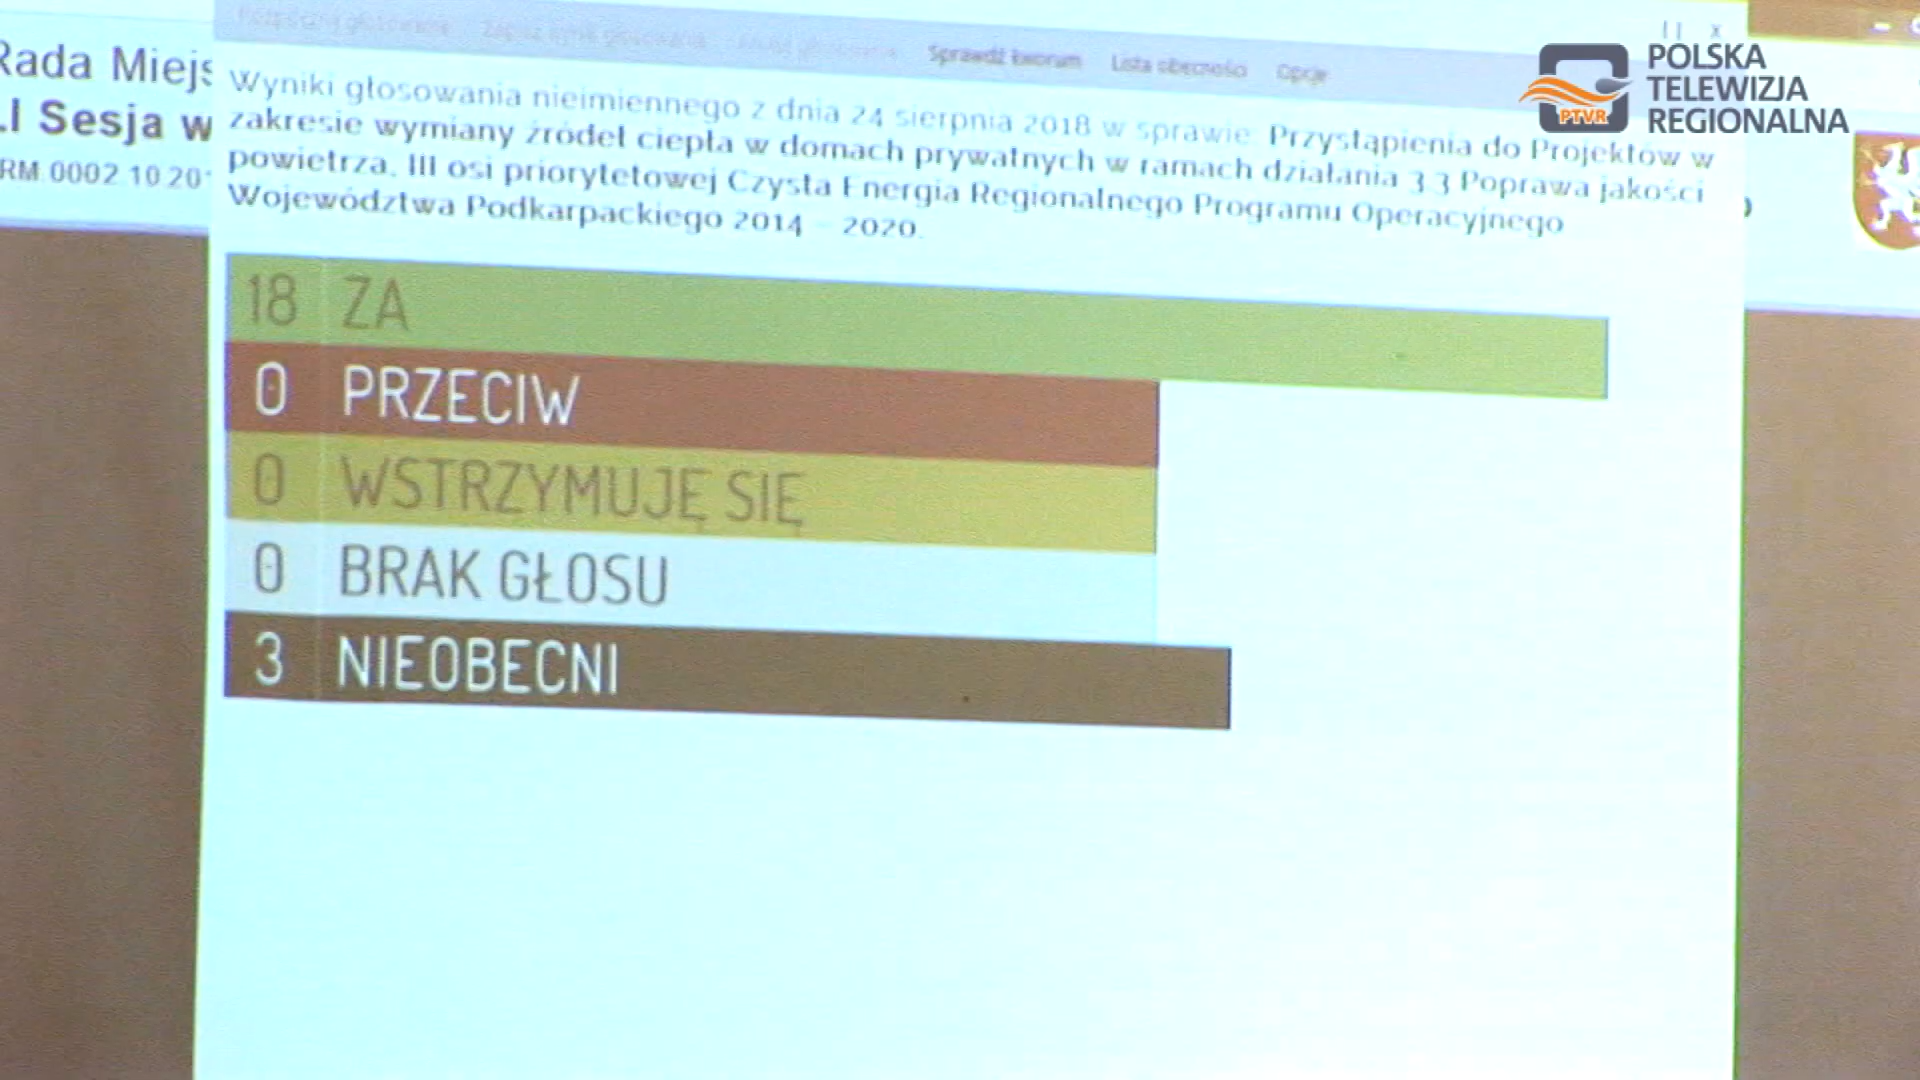 Sprawdź kworum Lista obecności Opcje
|| x
POLSKA
TELEWIZJA
REGIONALNA
PTVR
Rada Miejs
.I Sesja w
RM.0002.10.20
Wyniki głosowania nieimiennego z dnia 24 sierpnia 2018 w sprawie: Przystąpienia do Projektów w
zakresie wymiany źródeł ciepła w domach prywatnych w ramach działania 3.3 Poprawa jakości
powietrza, III osi priorytetowej Czysta Energia Regionalnego Programu Operacyjnego
Województwa Podkarpackiego 2014 - 2020.
18 ZA
0 PRZECIW
0 WSTRZYMUJĘ SIĘ
0 BRAK GŁOSU
3 NIEOBECNI